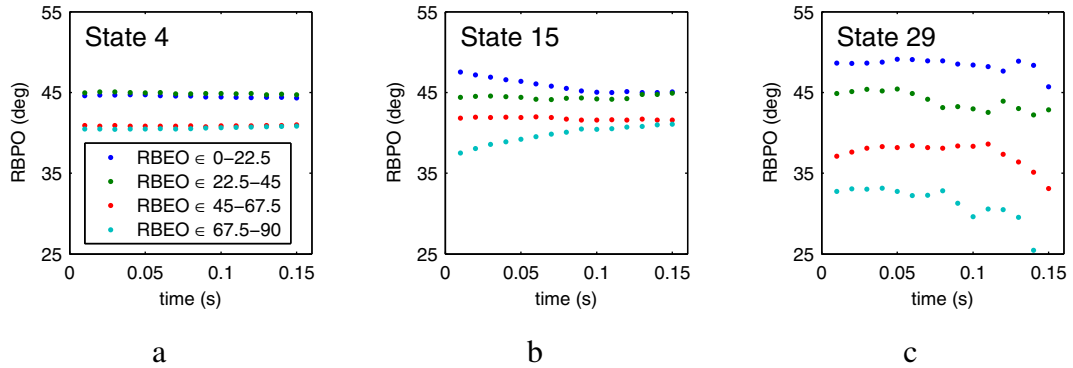 State 4
55
45
35
25
RBPO (deg)
RBEO ∈ 0−22.5
RBEO ∈ 22.5−45
RBEO ∈ 45−67.5
RBEO ∈ 67.5−90
0 0.05 0.1 0.15
time (s)
a
State 15
55
45
35
25
RBPO (deg)
0 0.05 0.1 0.15
time (s)
b
State 29
55
45
35
25
RBPO (deg)
0 0.05 0.1 0.15
time (s)
c